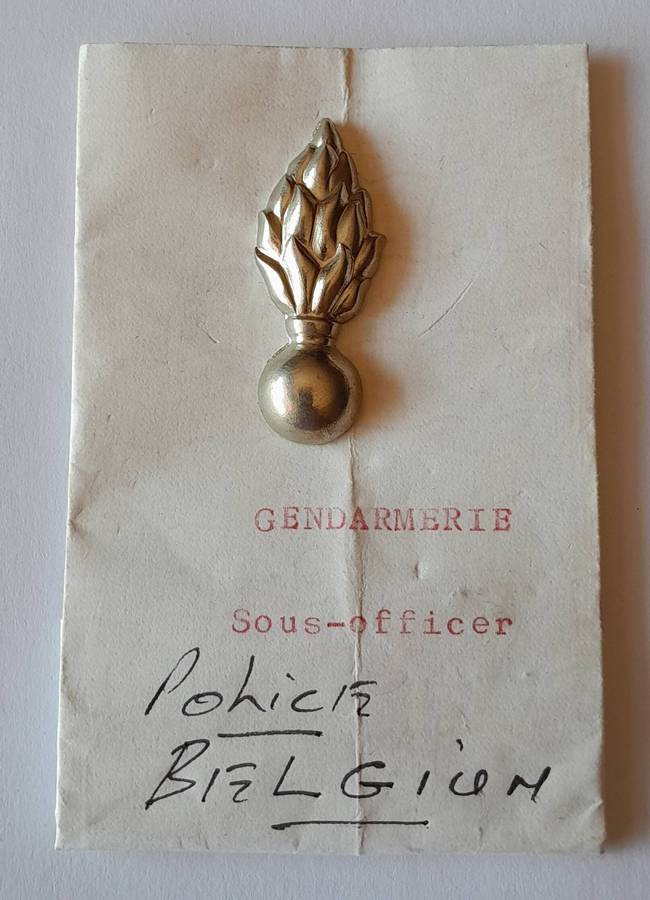 GENDARMERIE
Sous-officer
POLICE
BELGIUM